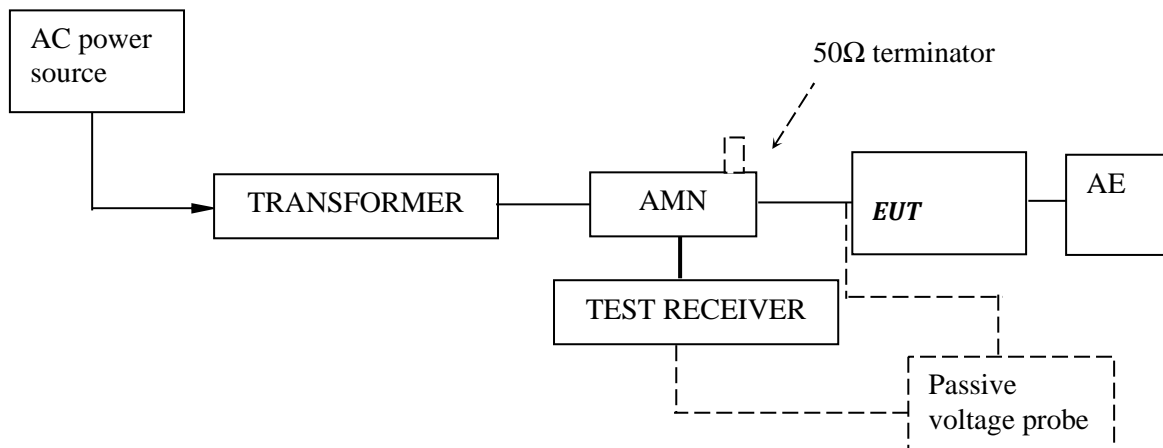 AC power
source
50Ω terminator
TRANSFORMER
AMN
EUT
AE
TEST RECEIVER
Passive
voltage probe